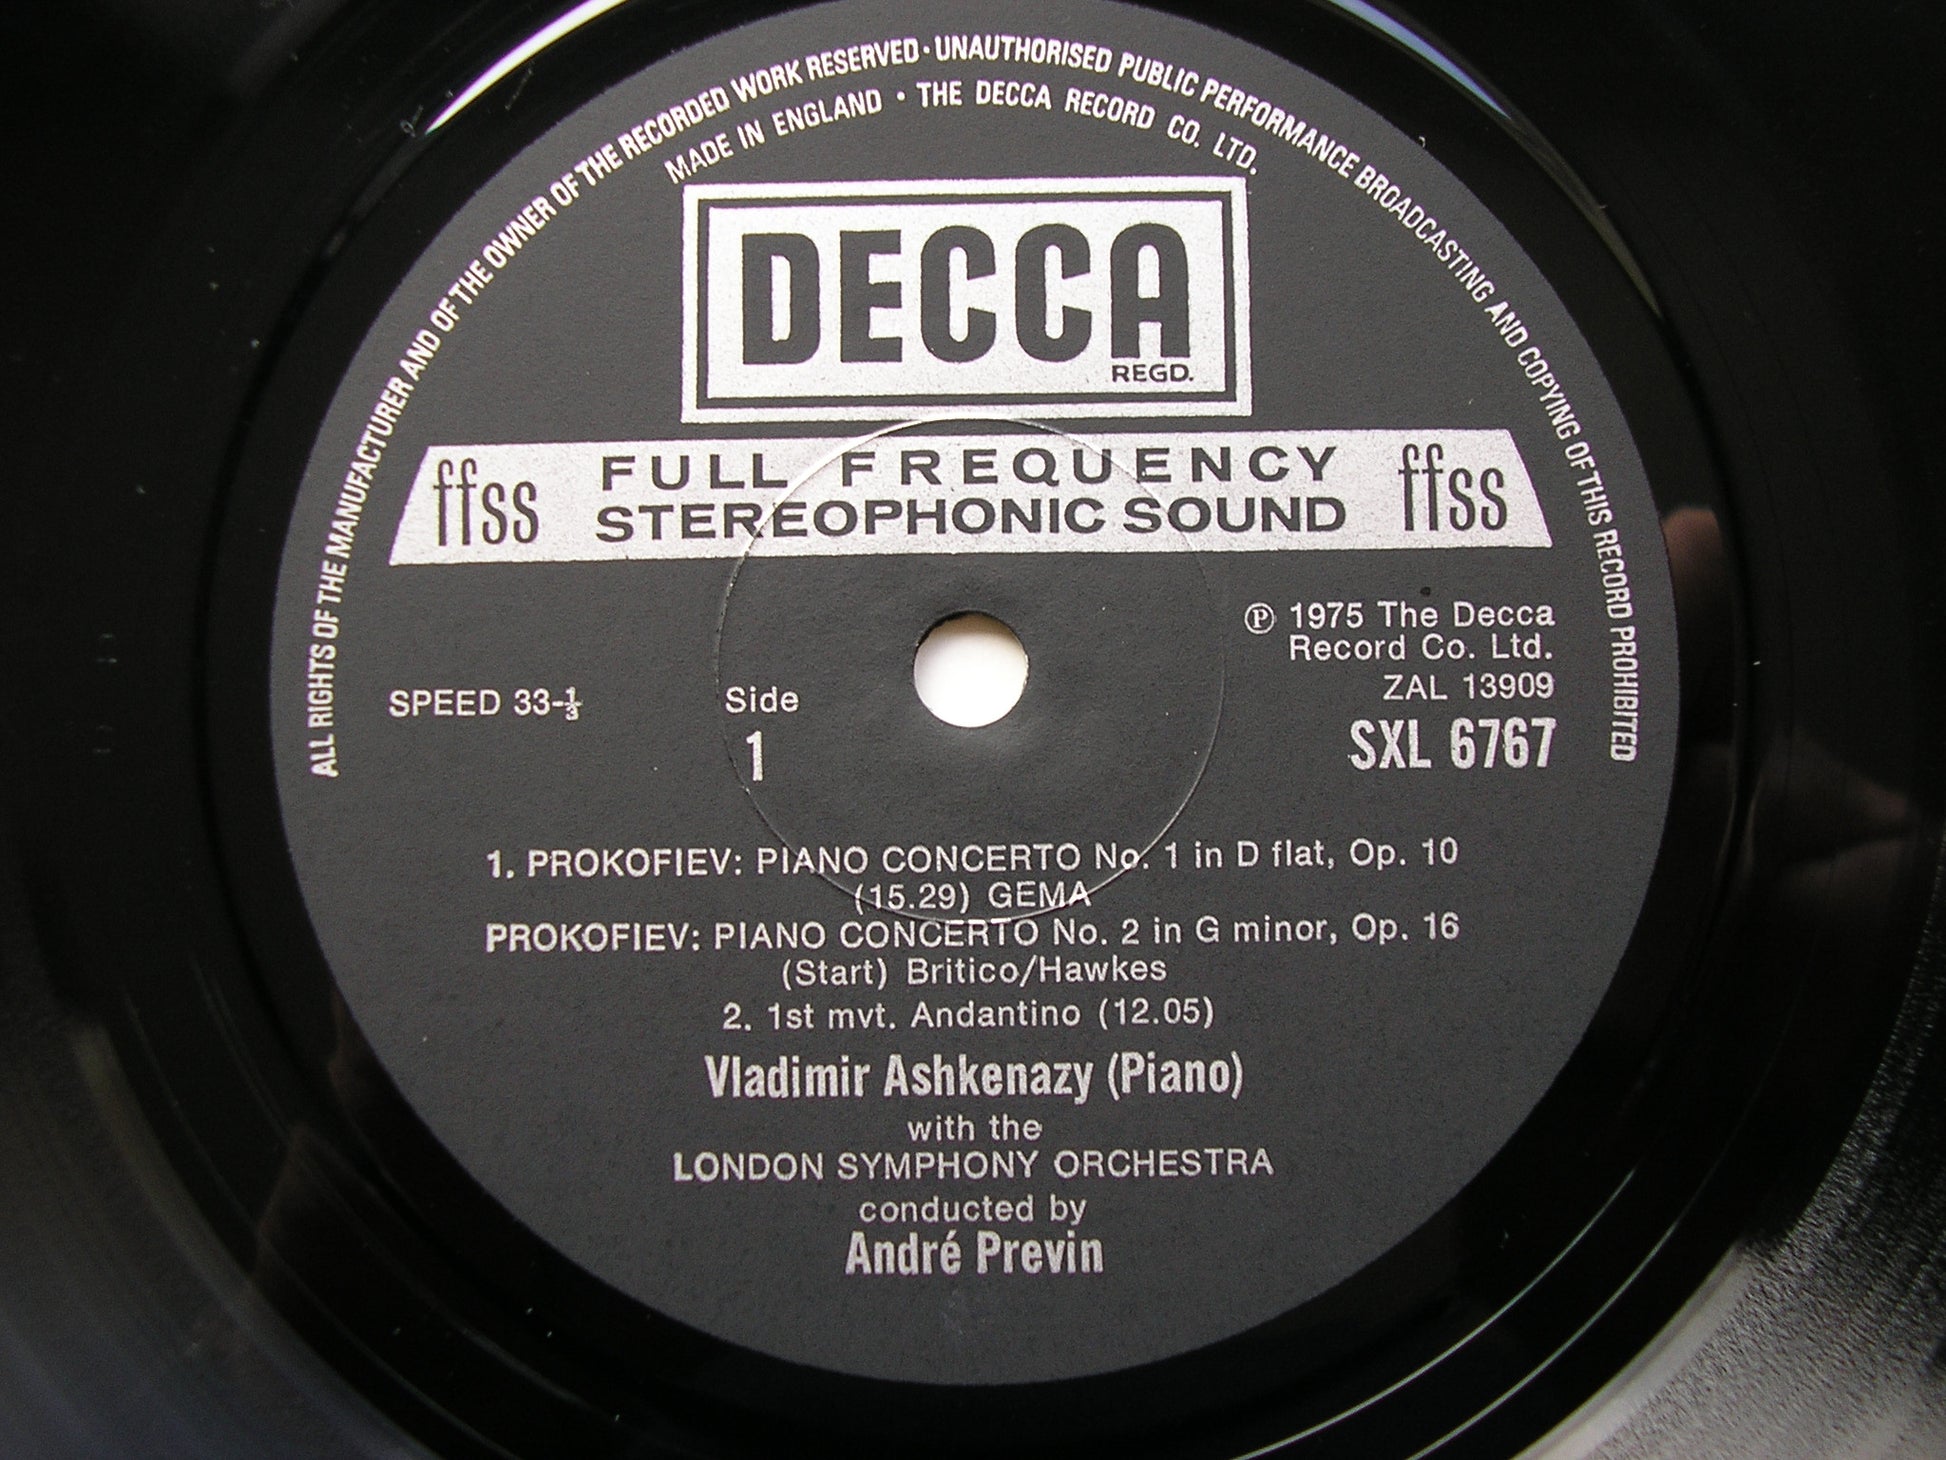 ALL RIGHTS OF THE MANUFACTURER AND OF THE OWNER OF THE RECORDED WORK RESERVED · UNAUTHORISED PUBLIC PERFORMANCE BROADCASTING AND COPYING OF THIS RECORD PROHIBITED
MADE IN ENGLAND · THE DECCA RECORD CO. LTD.
DECCA
REGD.
ffss FULL FREQUENCY STEREOPHONIC SOUND ffss
Ⓟ 1975 The Decca
Record Co. Ltd.
ZAL 13909
SXL 6767
SPEED 33-⅓
Side
1
1. PROKOFIEV: PIANO CONCERTO No. 1 in D flat, Op. 10
(15.29) GEMA
PROKOFIEV: PIANO CONCERTO No. 2 in G minor, Op. 16
(Start) Britico/Hawkes
2. 1st mvt. Andantino (12.05)
Vladimir Ashkenazy (Piano)
with the
LONDON SYMPHONY ORCHESTRA
conducted by
André Previn